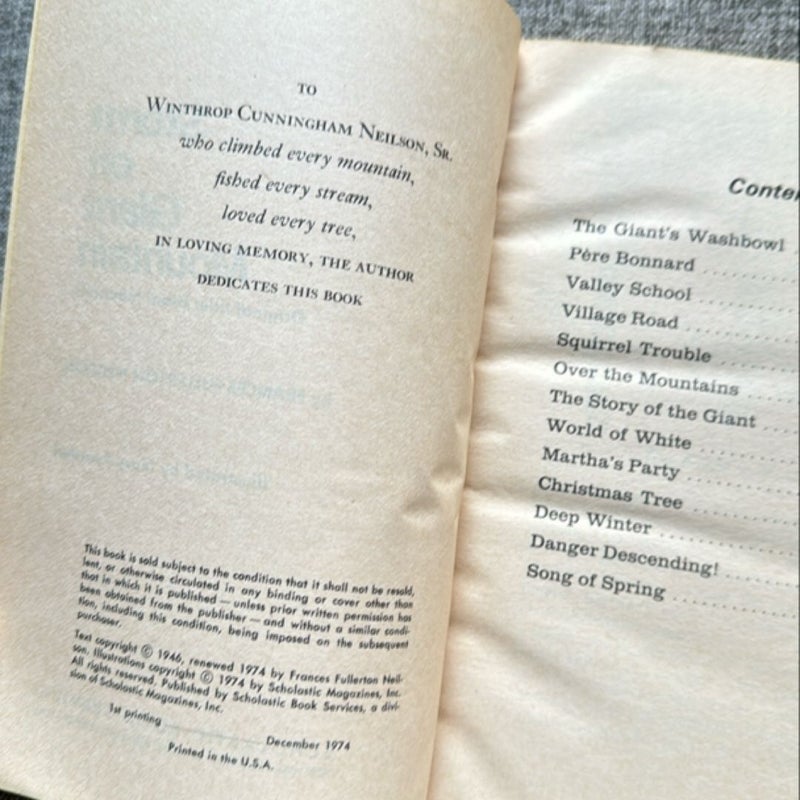 TO
WINTHROP CUNNINGHAM NEILSON, SR.
who climbed every mountain,
fished every stream,
loved every tree,
IN LOVING MEMORY, THE AUTHOR
DEDICATES THIS BOOK
This book is sold subject to the condition that it shall not be resold,
lent, or otherwise circulated in any binding or cover other than
that in which it is published — unless prior written permission has
been obtained from the publisher — and without a similar condi-
tion, including this condition, being imposed on the subsequent
purchaser.
Text copyright © 1946, renewed 1974 by Frances Fullerton Neil-
son. Illustrations copyright © 1974 by Scholastic Magazines, Inc.
All rights reserved. Published by Scholastic Book Services, a divi-
sion of Scholastic Magazines, Inc.
1st printing December 1974
Printed in the U.S.A.
Conte
The Giant's Washbowl
Père Bonnard
Valley School
Village Road
Squirrel Trouble
Over the Mountains
The Story of the Giant
World of White
Martha's Party
Christmas Tree
Deep Winter
Danger Descending!
Song of Spring